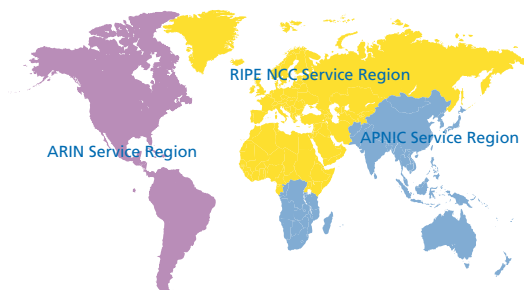 RIPE NCC Service Region
APNIC Service Region
ARIN Service Region